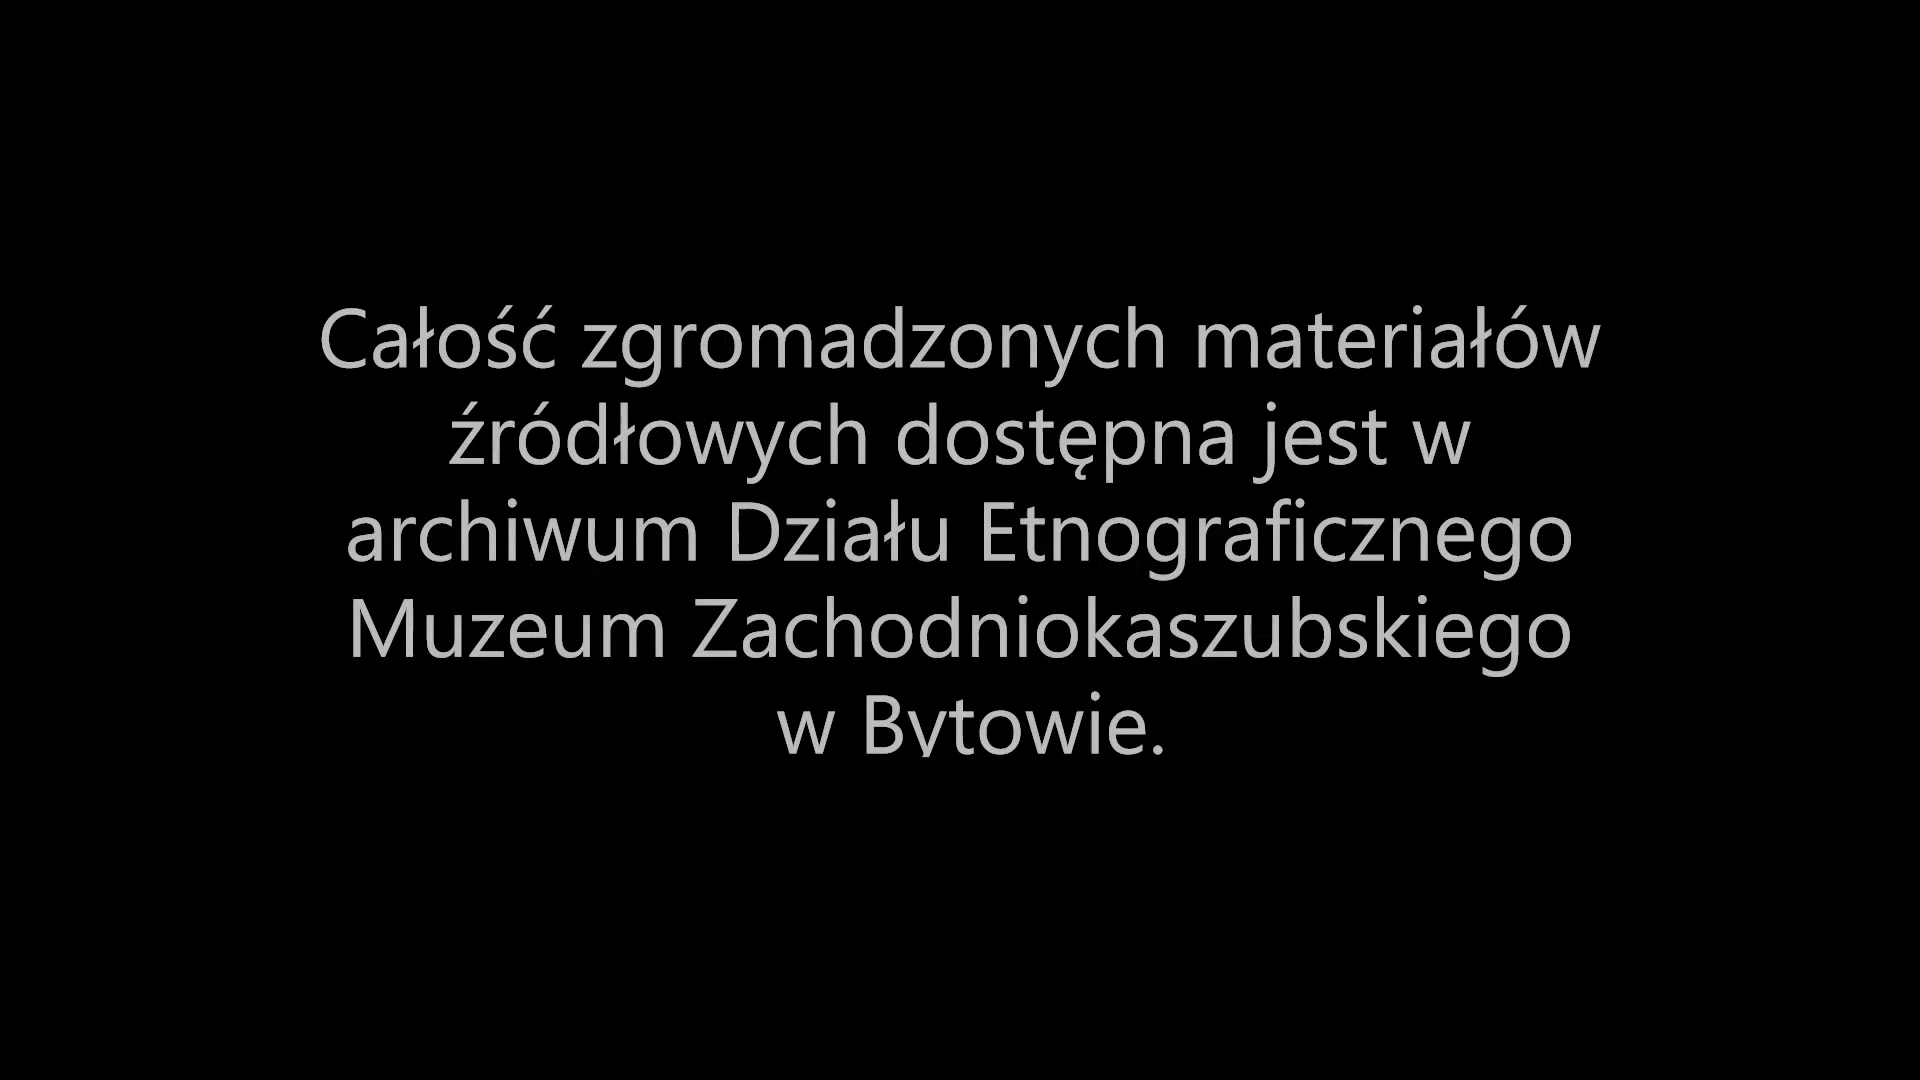 Całość zgromadzonych materiałów
źródłowych dostępna jest w
archiwum Działu Etnograficznego
Muzeum Zachodniokaszubskiego
w Bytowie.